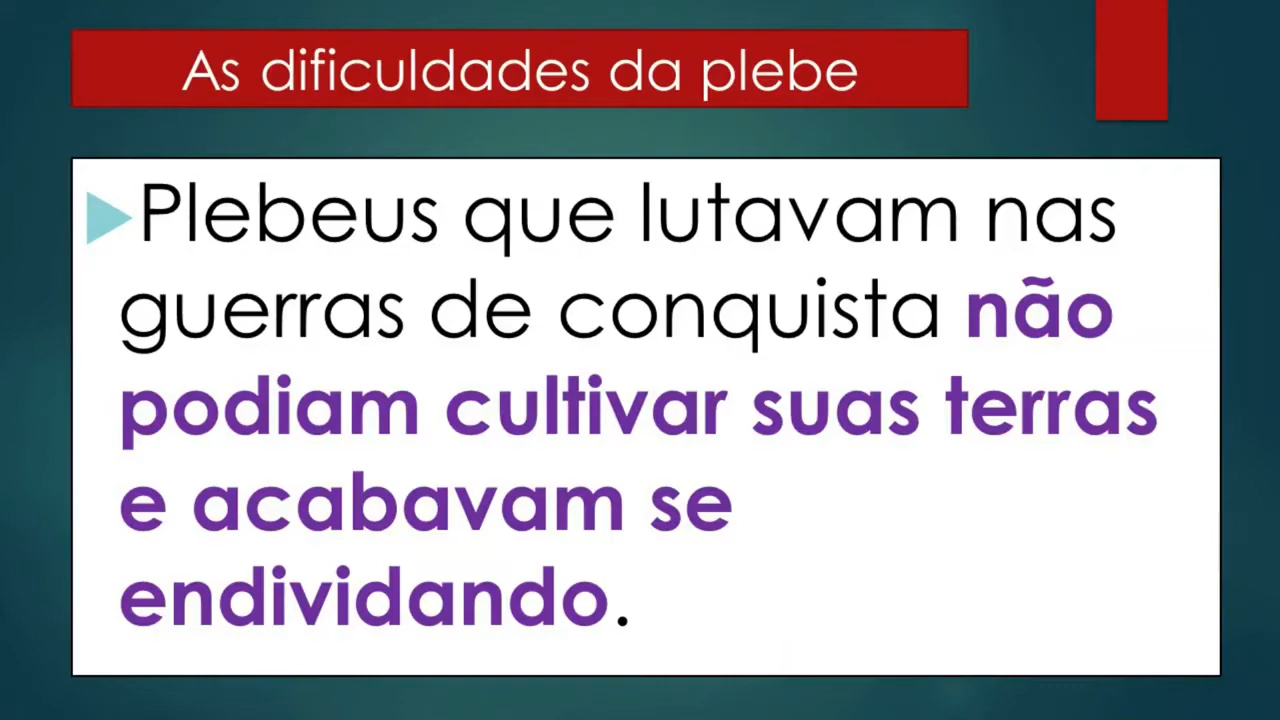 As dificuldades da plebe
Plebeus que lutavam nas
guerras de conquista não
podiam cultivar suas terras
e acabavam se
endividando.